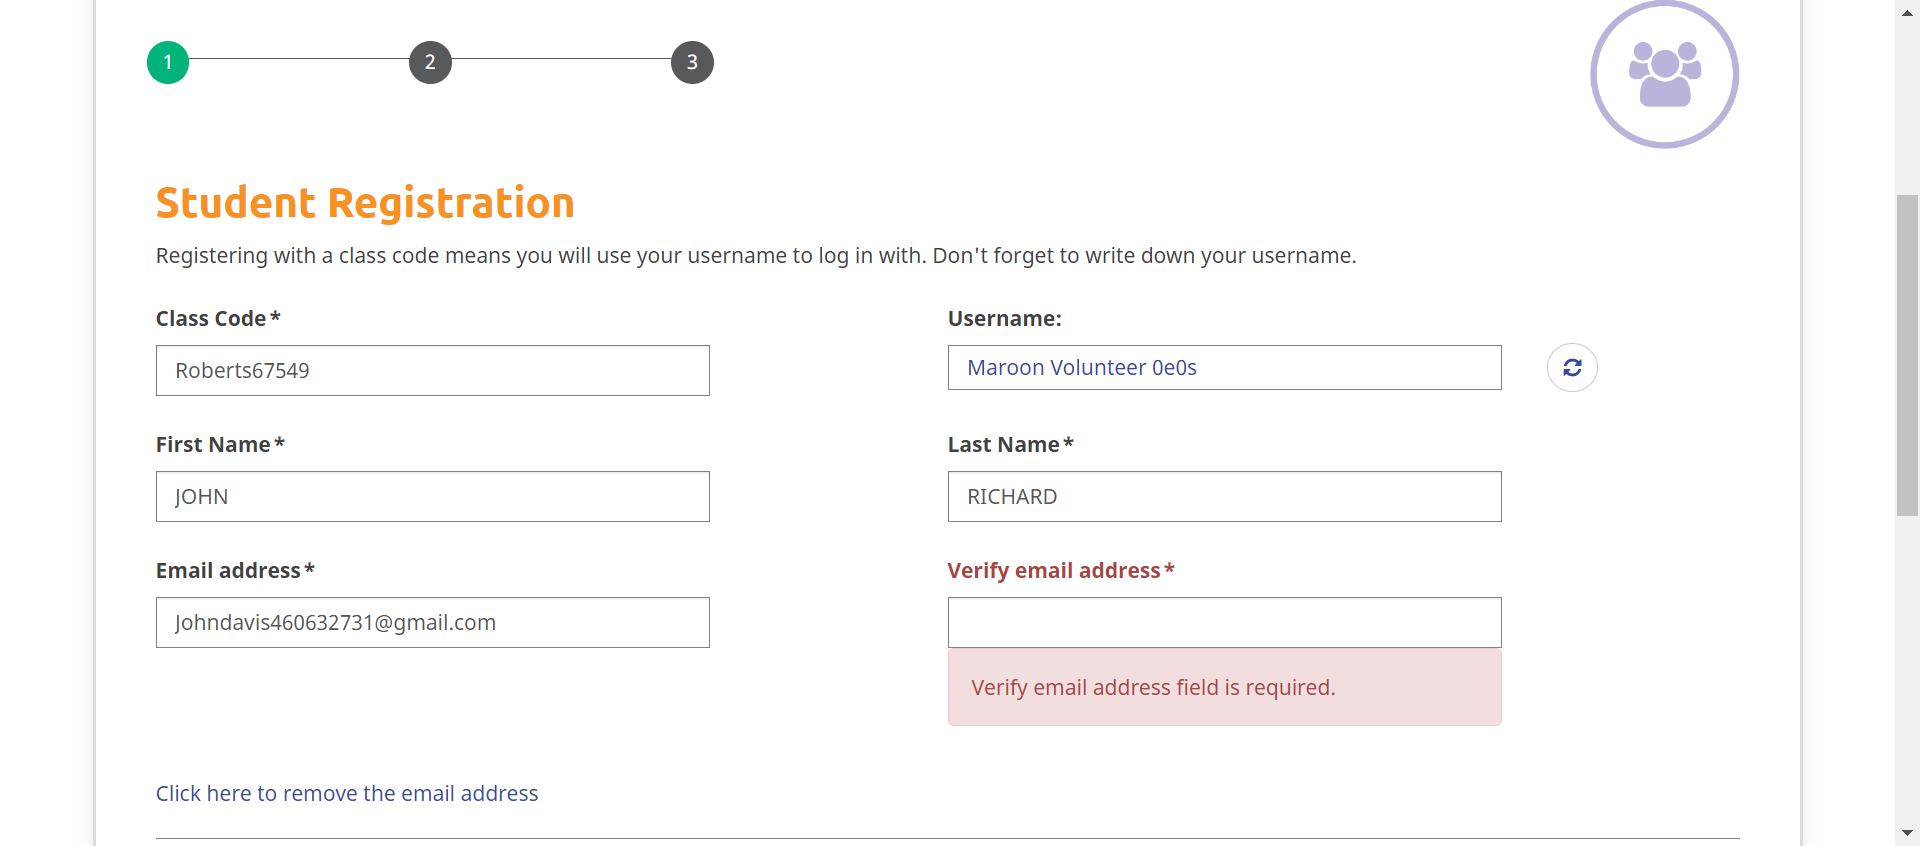 1 2 3
Student Registration
Registering with a class code means you will use your username to log in with. Don't forget to write down your username.
Class Code* Username:
Roberts67549 Maroon Volunteer 0e0s
First Name* Last Name*
JOHN RICHARD
Email address* Verify email address*
Johndavis460632731@gmail.com
Verify email address field is required.
Click here to remove the email address